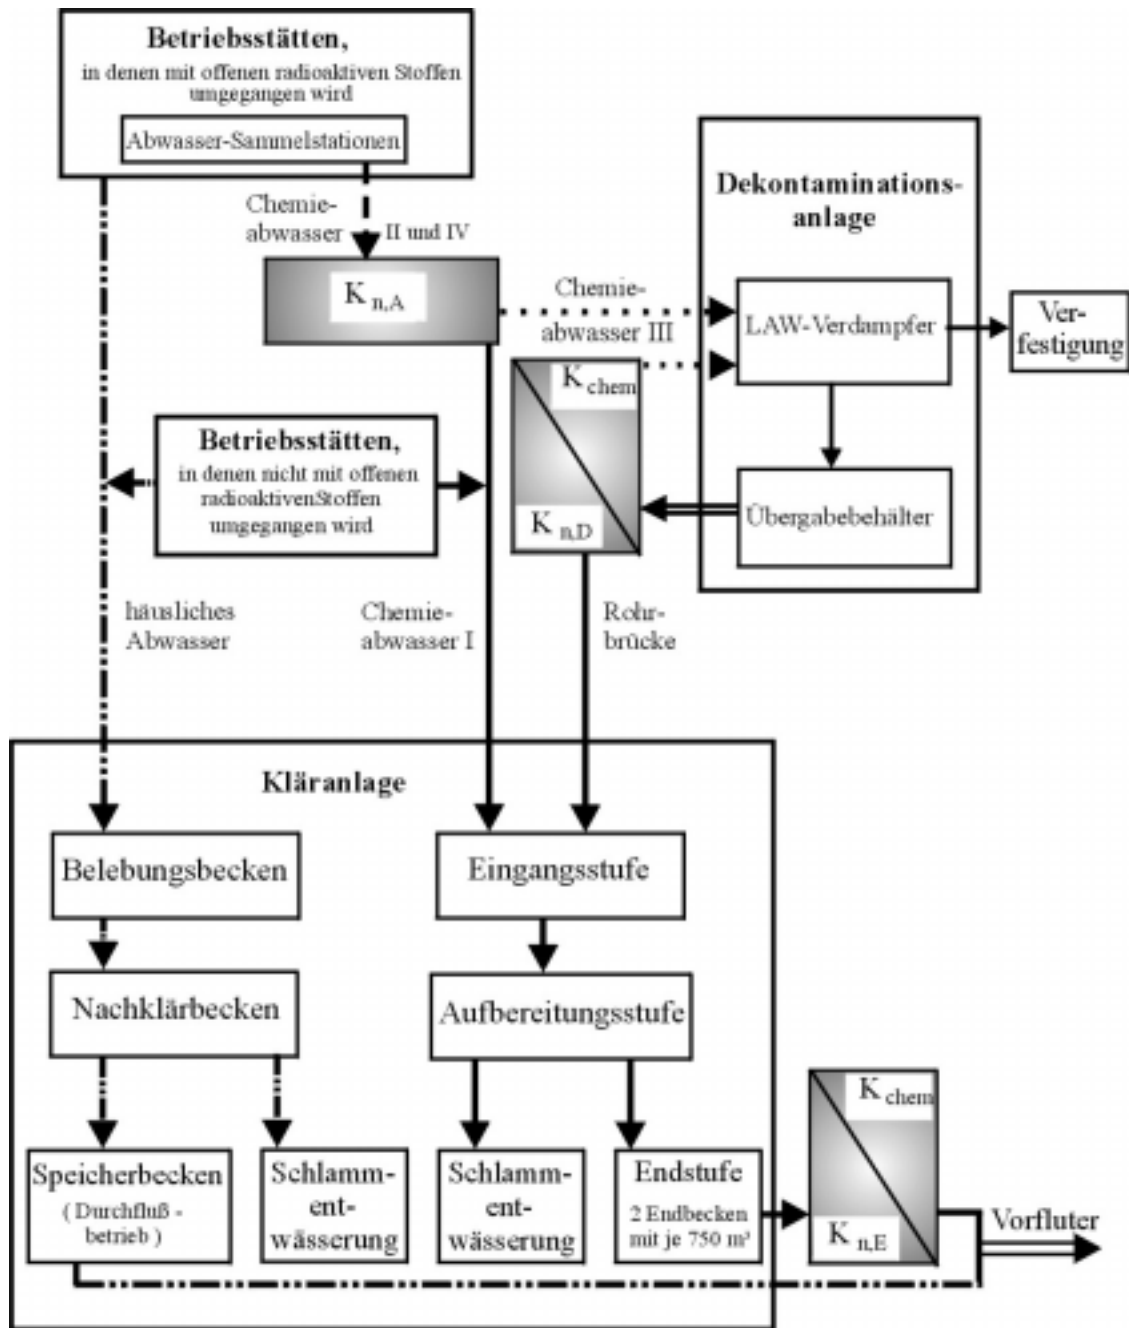 Betriebsstätten,
in denen mit offenen radioaktiven Stoffen
umgegangen wird
Abwasser-Sammelstationen
Chemie-
abwasser
II und IV
K n,A
Chemie-
abwasser III
Dekontaminations-
anlage
LAW-Verdampfer
Ver-
festigung
K chem
K n,D
Übergabebehälter
Betriebsstätten,
in denen nicht mit offenen
radioaktivenStoffen
umgegangen wird
häusliches
Abwasser
Chemie-
abwasser I
Rohr-
brücke
Kläranlage
Belebungsbecken
Eingangsstufe
Nachklärbecken
Aufbereitungsstufe
Speicherbecken
( Durchfluß -
betrieb )
Schlamm-
ent-
wässerung
Schlamm-
ent-
wässerung
Endstufe
2 Endbecken
mit je 750 m³
K chem
K n,E
Vorfluter